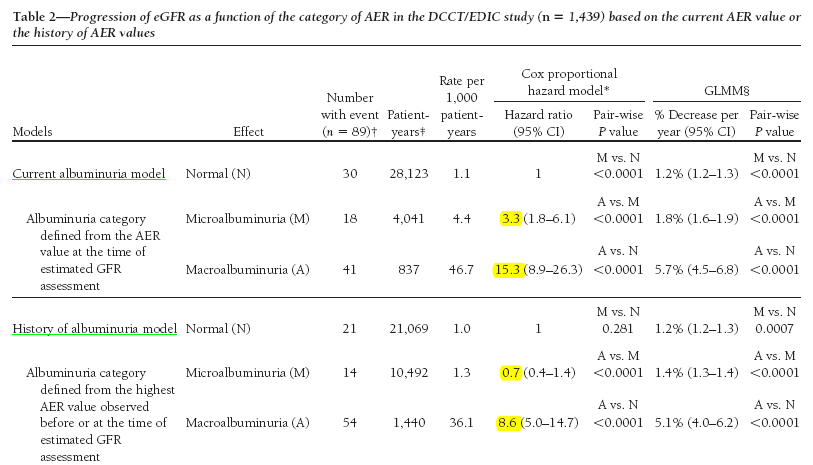 Table 2—Progression of eGFR as a function of the category of AER in the DCCT/EDIC study (n = 1,439) based on the current AER value or
the history of AER values
Cox proportional
hazard model* GLMM§
Rate per
Number 1,000
with event Patient- patient- Hazard ratio Pair-wise % Decrease per Pair-wise
Models Effect (n = 89)† years‡ years (95% CI) P value year (95% CI) P value
M vs. N M vs. N
Current albuminuria model Normal (N) 30 28,123 1.1 1 <0.0001 1.2% (1.2–1.3) <0.0001
A vs. M A vs. M
Albuminuria category Microalbuminuria (M) 18 4,041 4.4 3.3 (1.8–6.1) <0.0001 1.8% (1.6–1.9) <0.0001
defined from the AER
value at the time of A vs. N A vs. N
estimated GFR Macroalbuminuria (A) 41 837 46.7 15.3 (8.9–26.3) <0.0001 5.7% (4.5–6.8) <0.0001
assessment
M vs. N M vs. N
History of albuminuria model Normal (N) 21 21,069 1.0 1 0.281 1.2% (1.2–1.3) 0.0007
A vs. M A vs. M
Albuminuria category Microalbuminuria (M) 14 10,492 1.3 0.7 (0.4–1.4) <0.0001 1.4% (1.3–1.4) <0.0001
defined from the highest
AER value observed A vs. N A vs. N
before or at the time of Macroalbuminuria (A) 54 1,440 36.1 8.6 (5.0–14.7) <0.0001 5.1% (4.0–6.2) <0.0001
estimated GFR
assessment